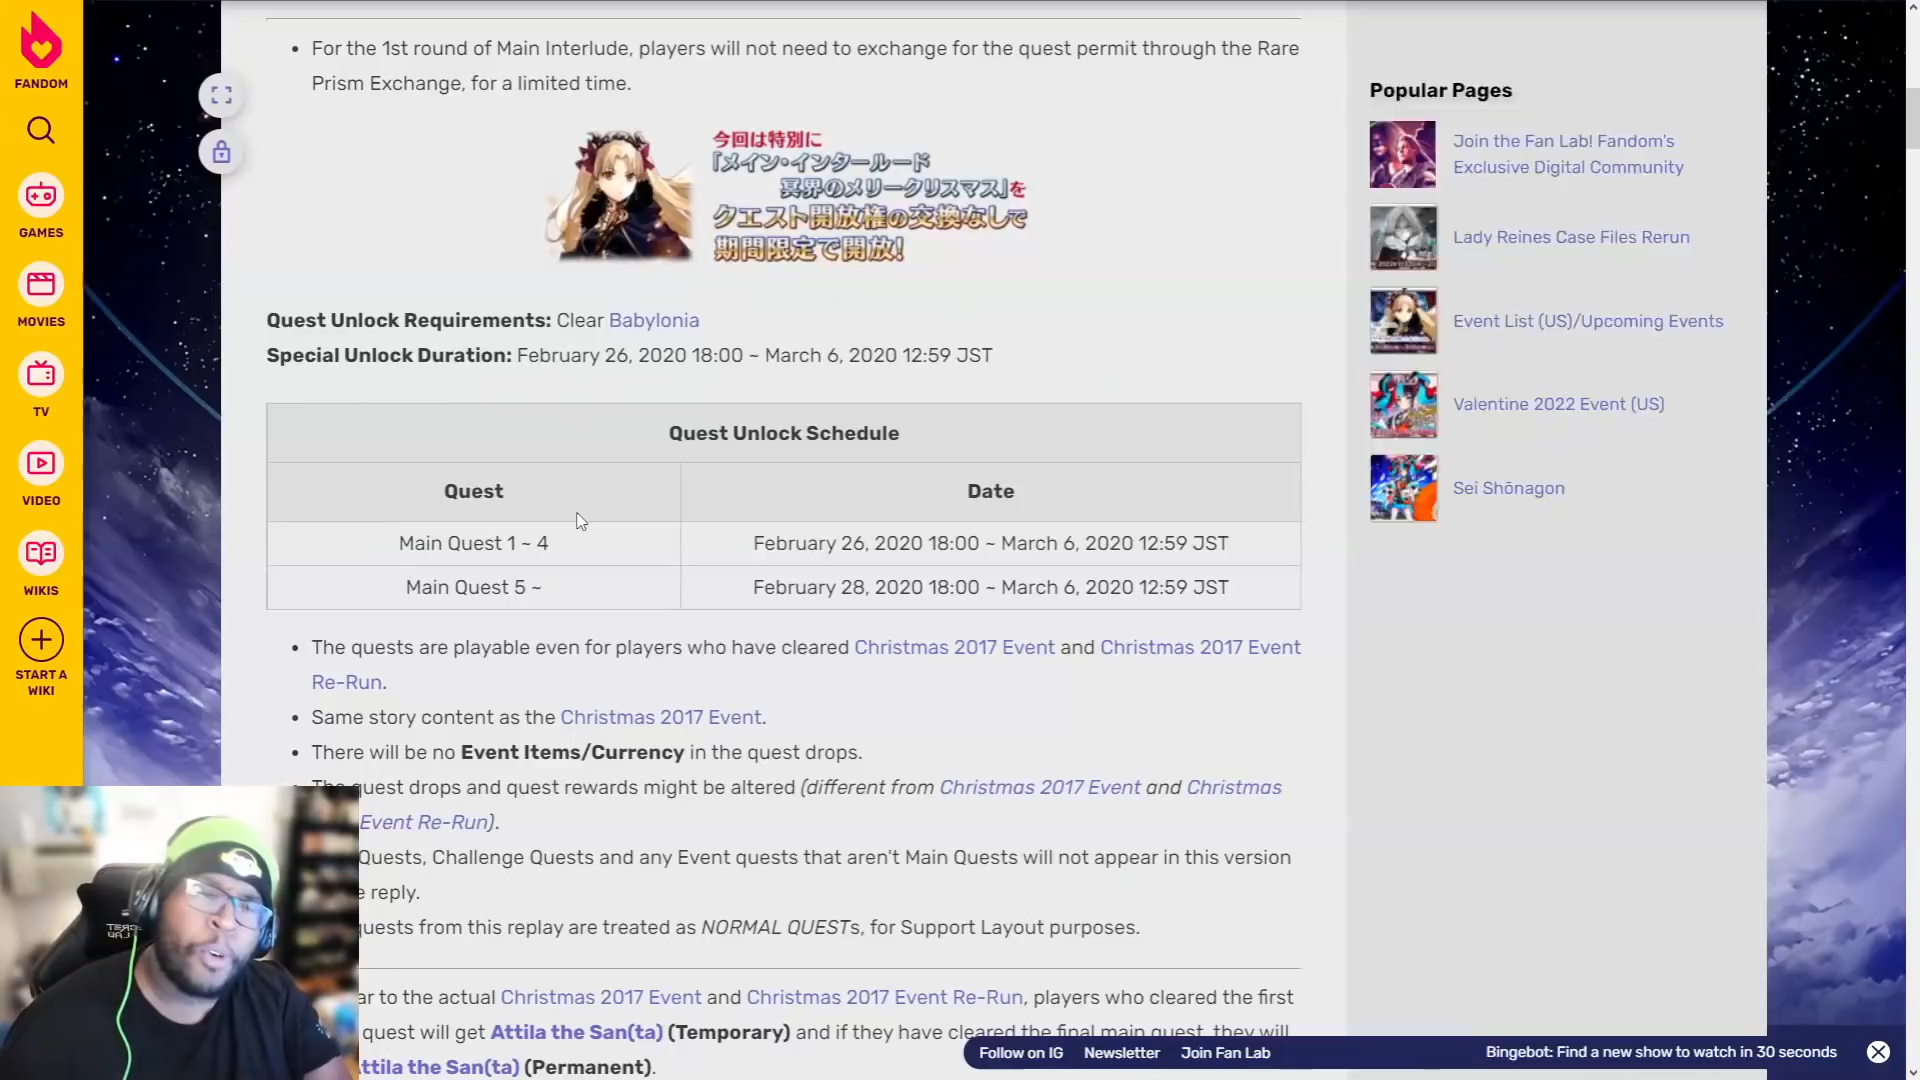 FANDOM
GAMES
MOVIES
TV
VIDEO
WIKIS
START A
WIKI
For the 1st round of Main Interlude, players will not need to exchange for the quest permit through the Rare
Prism Exchange, for a limited time.
今回は特別に
「メイン・インタールード
冥界のメリークリスマス」を
クエスト開放権の交換なしで
期間限定で開放!
Quest Unlock Requirements: Clear Babylonia
Special Unlock Duration: February 26, 2020 18:00 ~ March 6, 2020 12:59 JST
Quest Unlock Schedule
Quest Date
Main Quest 1 ~ 4 February 26, 2020 18:00 ~ March 6, 2020 12:59 JST
Main Quest 5 ~ February 28, 2020 18:00 ~ March 6, 2020 12:59 JST
The quests are playable even for players who have cleared Christmas 2017 Event and Christmas 2017 Event
Re-Run.
Same story content as the Christmas 2017 Event.
There will be no Event Items/Currency in the quest drops.
The quest drops and quest rewards might be altered (different from Christmas 2017 Event and Christmas
Event Re-Run).
Quests, Challenge Quests and any Event quests that aren't Main Quests will not appear in this version
e reply.
quests from this replay are treated as NORMAL QUESTs, for Support Layout purposes.
ar to the actual Christmas 2017 Event and Christmas 2017 Event Re-Run, players who cleared the first
quest will get Attila the San(ta) (Temporary) and if they have cleared the final main quest, they will
ttila the San(ta) (Permanent).
Popular Pages
Join the Fan Lab! Fandom's
Exclusive Digital Community
Lady Reines Case Files Rerun
Event List (US)/Upcoming Events
Valentine 2022 Event (US)
Sei Shōnagon
Follow on IG Newsletter Join Fan Lab
Bingebot: Find a new show to watch in 30 seconds